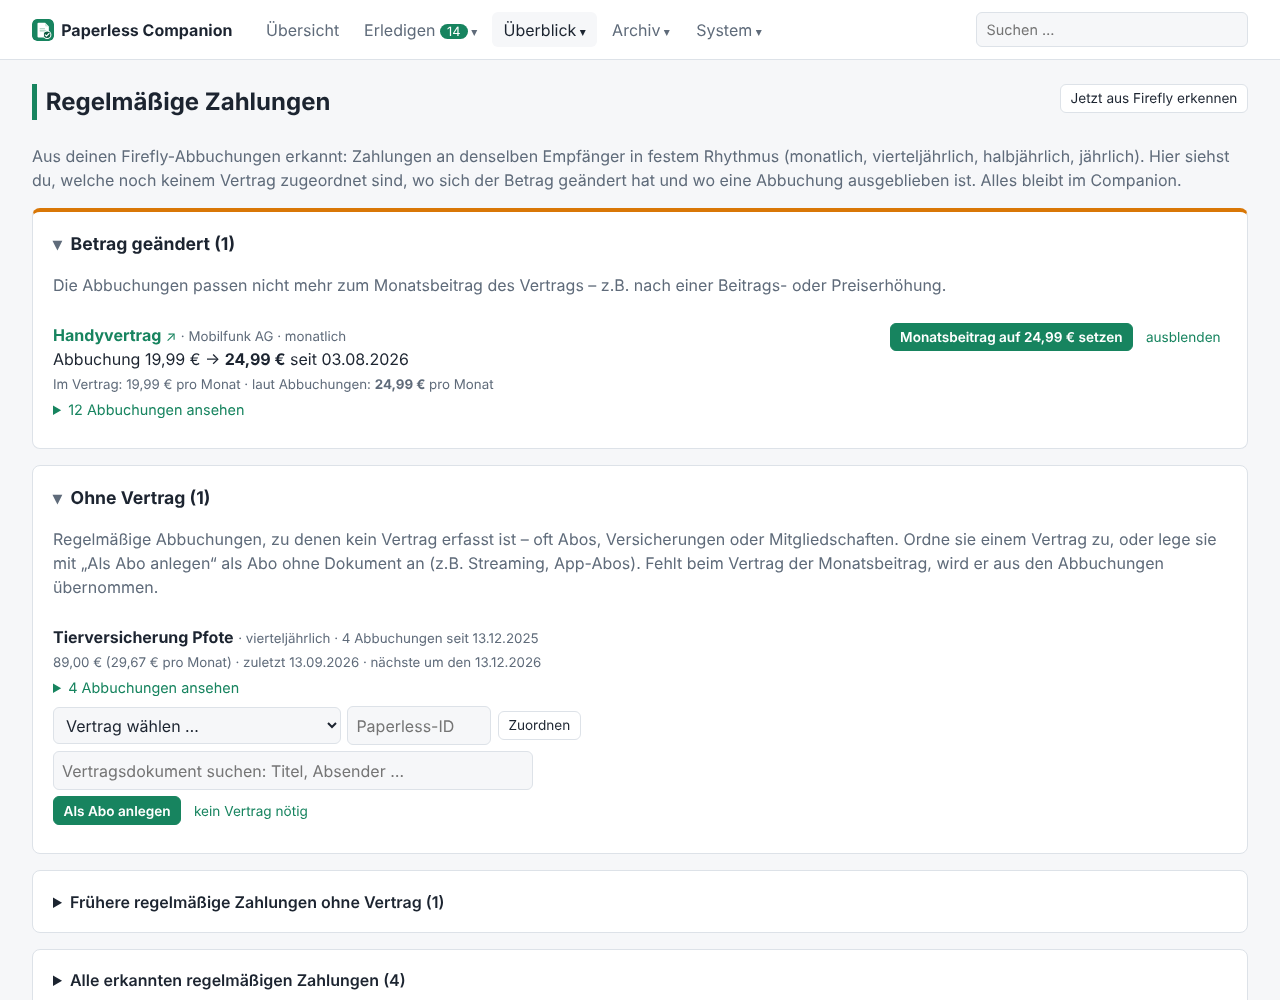 Paperless Companion Übersicht Erledigen 14 ▾ Überblick ▾ Archiv ▾ System ▾ Suchen …
Regelmäßige Zahlungen Jetzt aus Firefly erkennen
Aus deinen Firefly-Abbuchungen erkannt: Zahlungen an denselben Empfänger in festem Rhythmus (monatlich, vierteljährlich, halbjährlich, jährlich). Hier siehst
du, welche noch keinem Vertrag zugeordnet sind, wo sich der Betrag geändert hat und wo eine Abbuchung ausgeblieben ist. Alles bleibt im Companion.
▼ Betrag geändert (1)
Die Abbuchungen passen nicht mehr zum Monatsbeitrag des Vertrags – z.B. nach einer Beitrags- oder Preiserhöhung.
Handyvertrag ↗ · Mobilfunk AG · monatlich Monatsbeitrag auf 24,99 € setzen ausblenden
Abbuchung 19,99 € → 24,99 € seit 03.08.2026
Im Vertrag: 19,99 € pro Monat · laut Abbuchungen: 24,99 € pro Monat
▶ 12 Abbuchungen ansehen
▼ Ohne Vertrag (1)
Regelmäßige Abbuchungen, zu denen kein Vertrag erfasst ist – oft Abos, Versicherungen oder Mitgliedschaften. Ordne sie einem Vertrag zu, oder lege sie
mit „Als Abo anlegen“ als Abo ohne Dokument an (z.B. Streaming, App-Abos). Fehlt beim Vertrag der Monatsbeitrag, wird er aus den Abbuchungen
übernommen.
Tierversicherung Pfote · vierteljährlich · 4 Abbuchungen seit 13.12.2025
89,00 € (29,67 € pro Monat) · zuletzt 13.09.2026 · nächste um den 13.12.2026
▶ 4 Abbuchungen ansehen
Vertrag wählen … Paperless-ID Zuordnen
Vertragsdokument suchen: Titel, Absender …
Als Abo anlegen kein Vertrag nötig
▶ Frühere regelmäßige Zahlungen ohne Vertrag (1)
▶ Alle erkannten regelmäßigen Zahlungen (4)